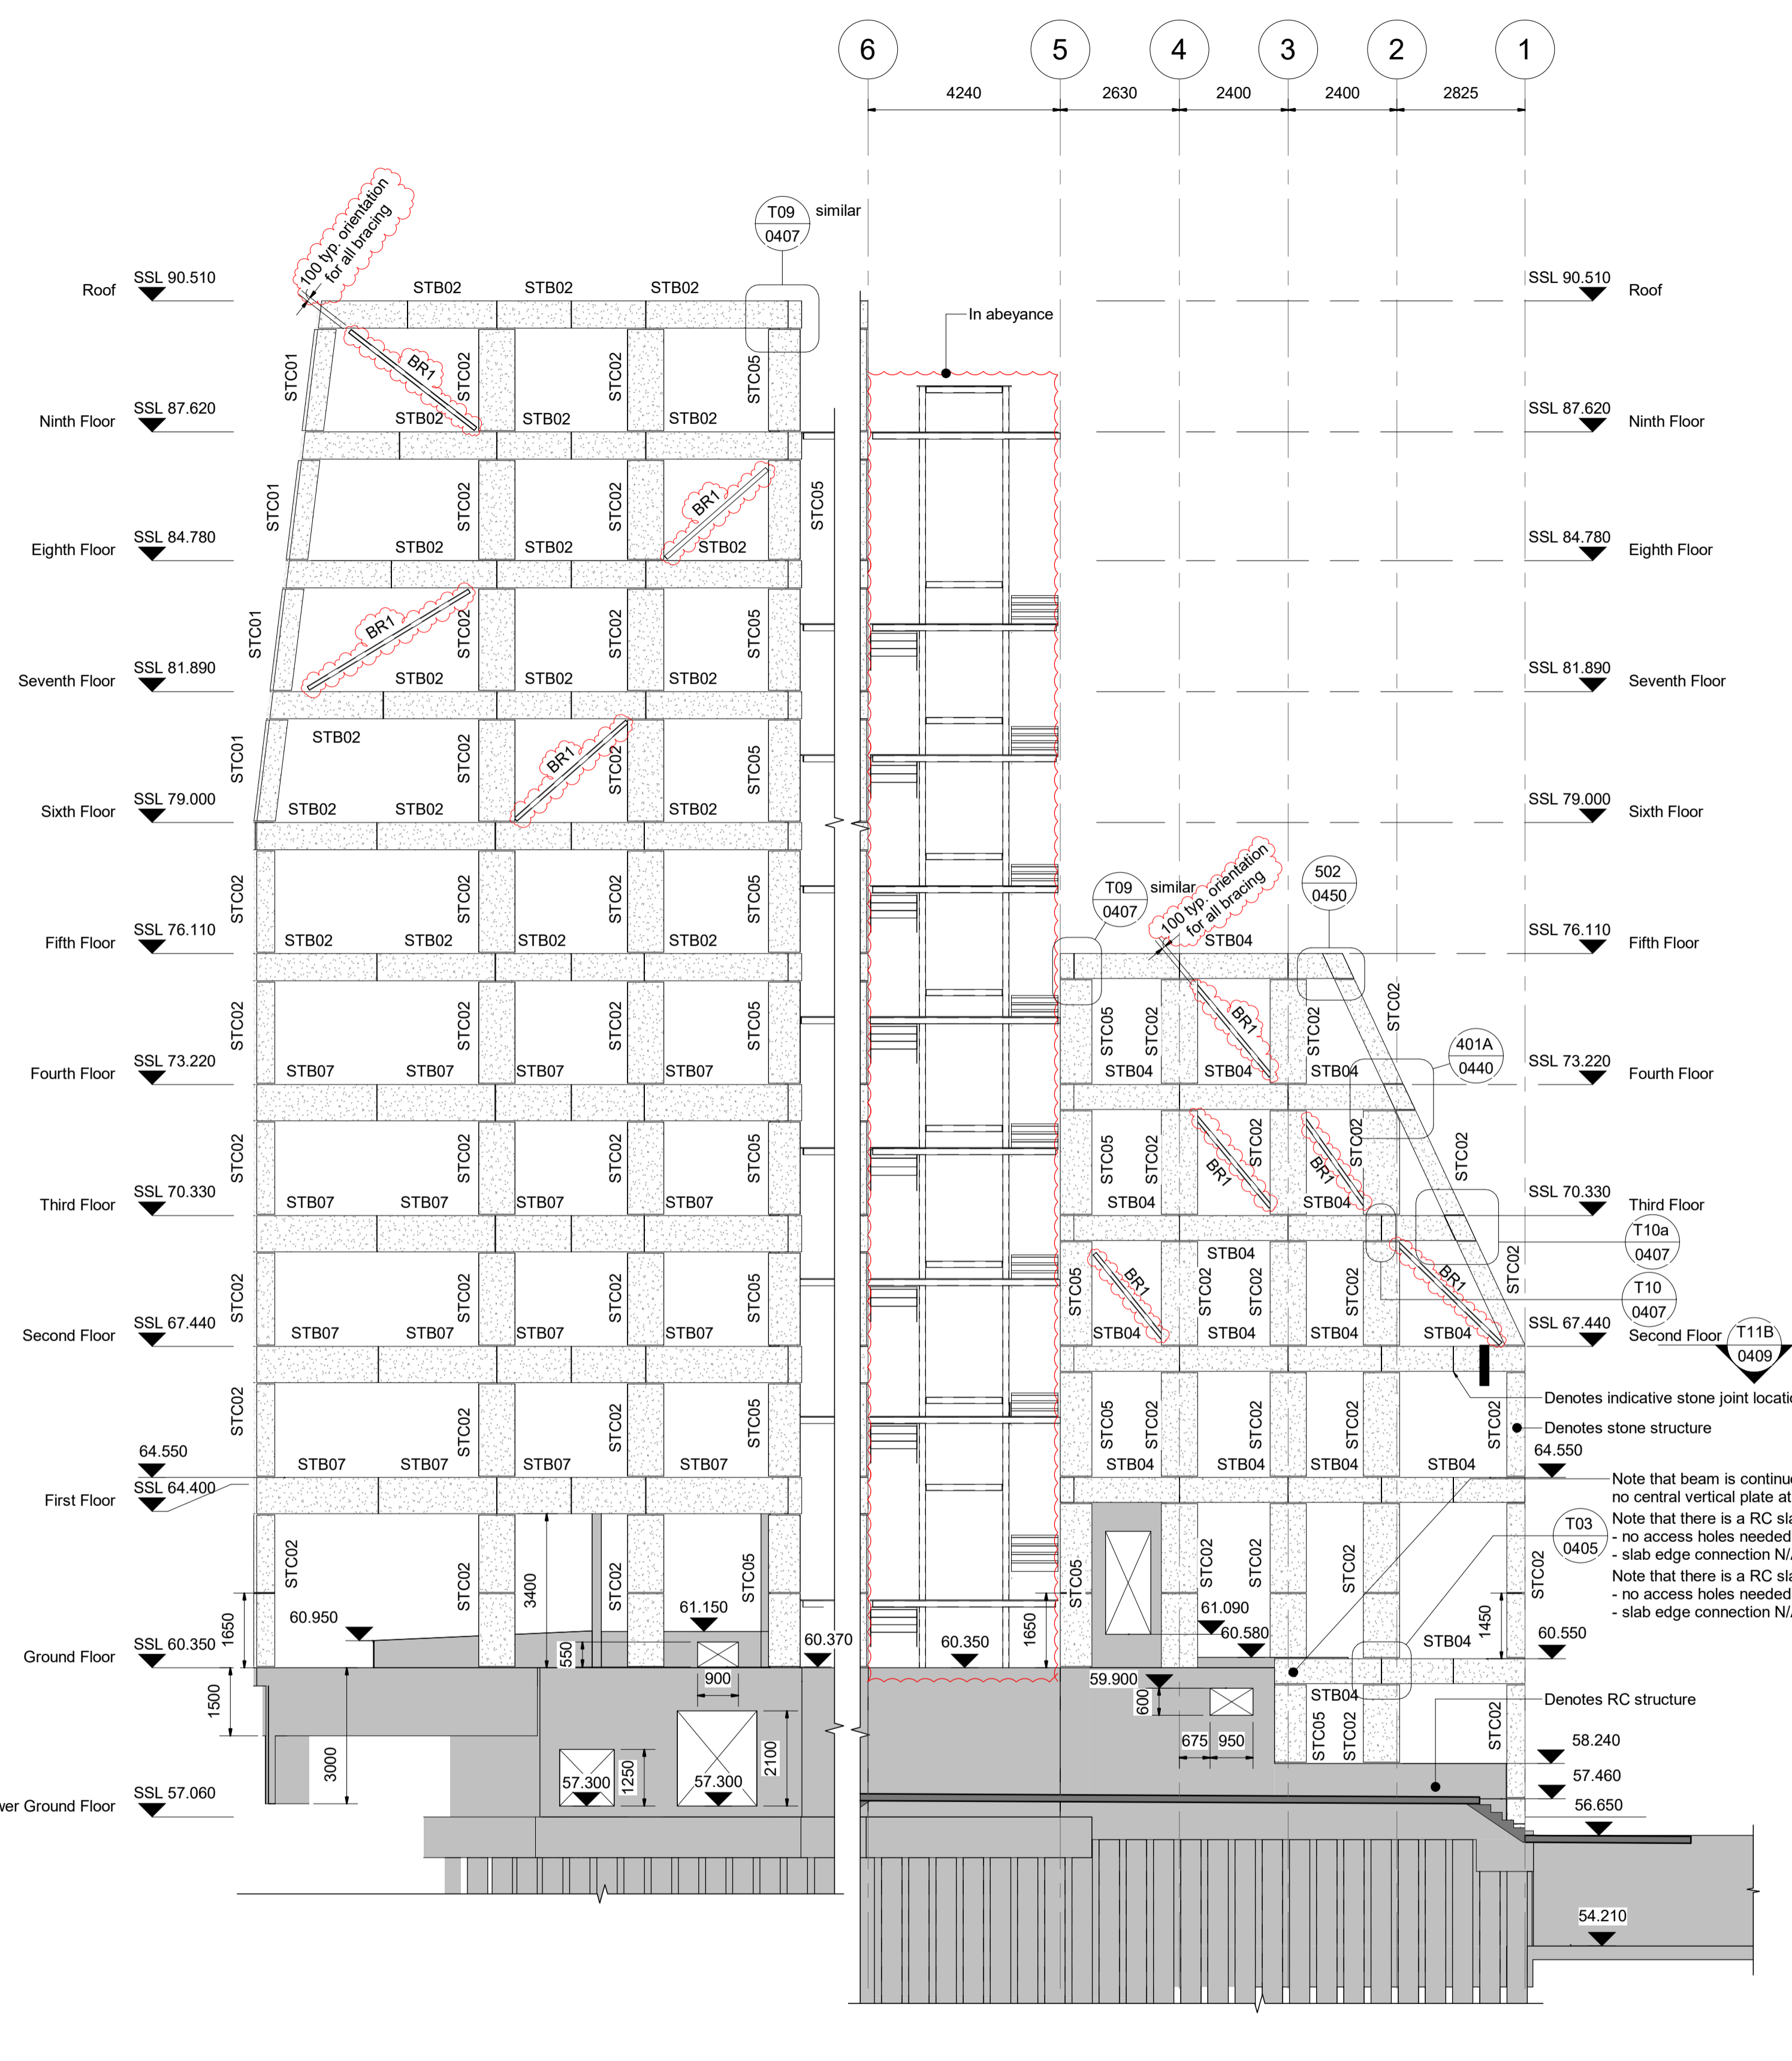 6 5 4 3 2 1
4240 2630 2400 2400 2825
100 typ. orientation
for all bracing
T09 similar
0407
Roof SSL 90.510 STB02 STB02 STB02 SSL 90.510 Roof
In abeyance
STC01 BR1 STC02 STC02 STC05
Ninth Floor SSL 87.620 STB02 STB02 STB02 SSL 87.620 Ninth Floor
STC01 STC02 STC02 BR1 STC05
Eighth Floor SSL 84.780 STB02 STB02 STB02 SSL 84.780 Eighth Floor
STC01 BR1 STC02 STC02 STC05
Seventh Floor SSL 81.890 STB02 STB02 STB02 SSL 81.890 Seventh Floor
STB02
STC01 STC02 BR1 STC02 STC05
Sixth Floor SSL 79.000 STB02 STB02 STB02 SSL 79.000 Sixth Floor
STC02 STC02 STC02 STC05
T09 similar
0407
100 typ. orientation
for all bracing
502
0450
Fifth Floor SSL 76.110 STB02 STB02 STB02 STB02 STB04 SSL 76.110 Fifth Floor
STC02 STC02 STC02 STC05 STC05 STC02 BR1 STC02 STC02
401A
0440
Fourth Floor SSL 73.220 STB07 STB07 STB07 STB07 STB04 STB04 STB04 SSL 73.220 Fourth Floor
STC02 STC02 STC02 STC05 STC05 STC02 BR1 STC02 BR1 STC02 STC02
Third Floor SSL 70.330 STB07 STB07 STB07 STB07 STB04 STB04 SSL 70.330 Third Floor
T10a
0407
STB04
STC02 STC02 STC02 STC05 STC05 BR1 STC02 STC02 STC02 BR1 STC02
T10
0407
Second Floor SSL 67.440 STB07 STB07 STB07 STB07 STB04 STB04 STB04 STB04 SSL 67.440 Second Floor
T11B
0409
Denotes indicative stone joint locati
STC02 STC02 STC02 STC05 STC05 STC02 STC02 STC02 STC02
Denotes stone structure
64.550 STB07 STB07 STB07 STB07 STB04 STB04 STB04 STB04 64.550
First Floor SSL 64.400
Note that beam is continu
no central vertical plate at
Note that there is a RC sla
- no access holes needed
- slab edge connection N/
Note that there is a RC sla
- no access holes needed
- slab edge connection N/
T03
0405
STC02 STC02 3400 STC02 STC05 STC05 STC02 STC02 STC02 STC02
1650 60.950 61.150 1650 61.090 1450
550 60.370 60.350 60.580 STB04 60.550
Ground Floor SSL 60.350
900 59.900
1500 600 STB04
Denotes RC structure
STC05 STC02 STC02
3000 1250 2100 675 950 58.240
57.300 57.300 57.460
wer Ground Floor SSL 57.060 56.650
54.210